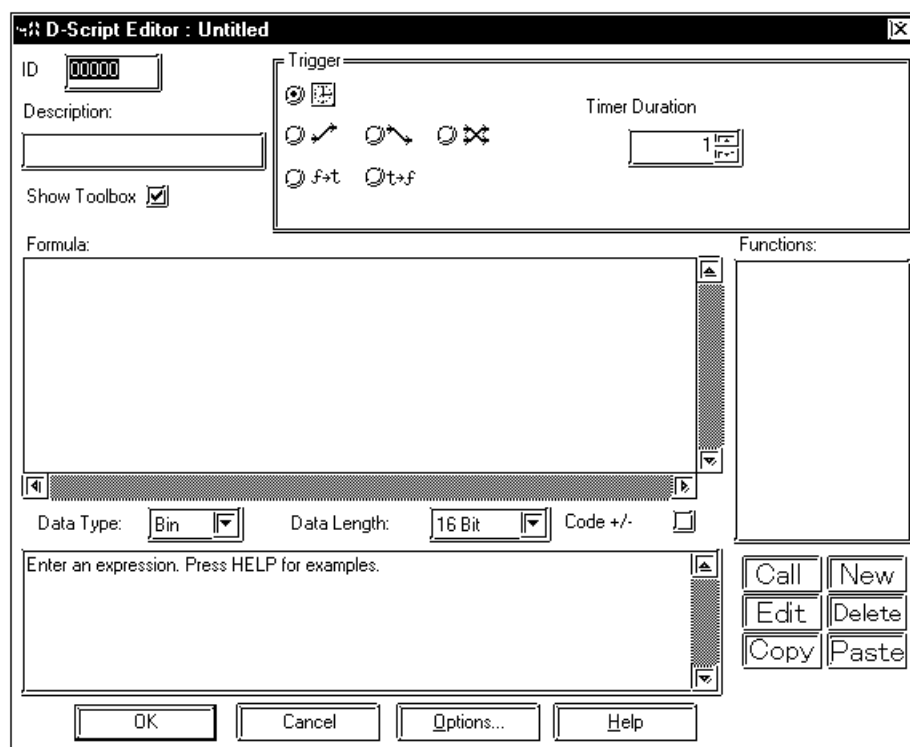 D-Script Editor : Untitled
ID 00000
Trigger
Description:
Timer Duration
1
f→t t→f
Show Toolbox
Formula: Functions:
Data Type: Bin Data Length: 16 Bit Code +/-
Enter an expression. Press HELP for examples.
Call New
Edit Delete
Copy Paste
OK Cancel Options... Help